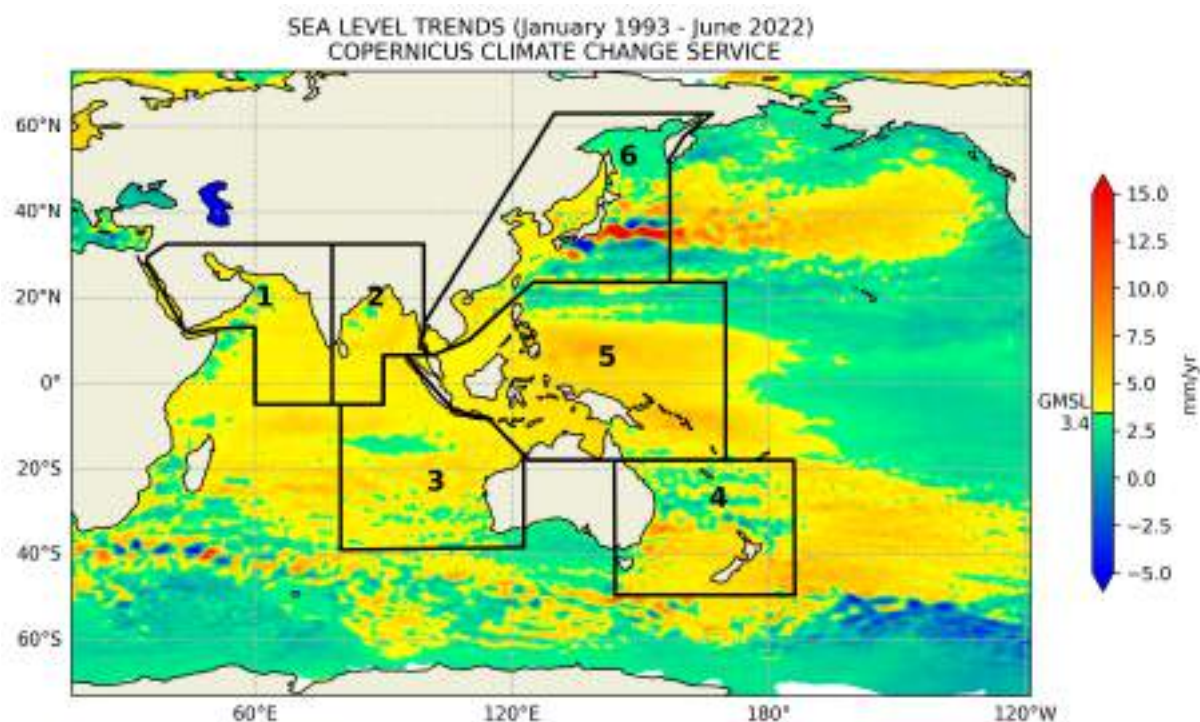 SEA LEVEL TRENDS (January 1993 - June 2022)
COPERNICUS CLIMATE CHANGE SERVICE
60°N
40°N
20°N
0°
20°S
40°S
60°S
60°E
120°E
180°
120°W
1
2
3
4
5
6
GMSL
3.4
15.0
12.5
10.0
7.5
5.0
2.5
0.0
−2.5
−5.0
mm/yr